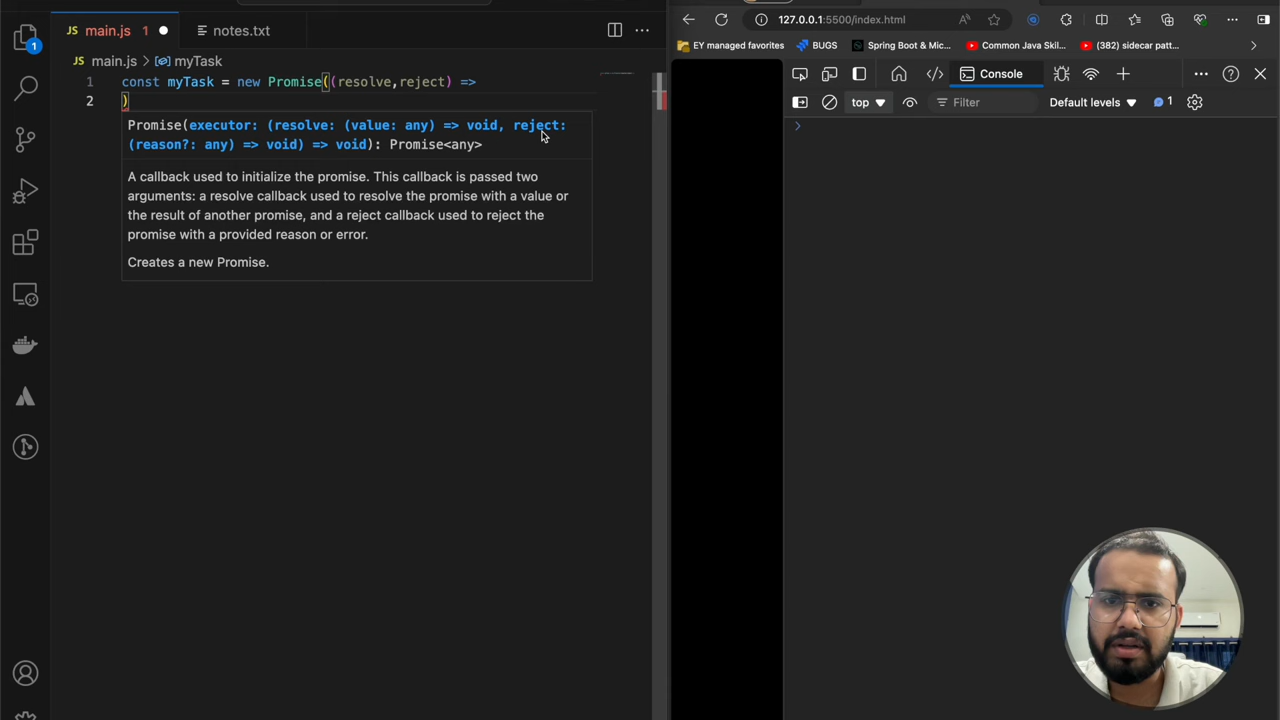 JS main.js 1
notes.txt
127.0.0.1:5500/index.html
EY managed favorites
BUGS
Spring Boot & Mic...
Common Java Skil...
(382) sidecar patt...
JS main.js > myTask
1 const myTask = new Promise((resolve,reject) =>
2 )
Promise(executor: (resolve: (value: any) => void, reject:
(reason?: any) => void) => void): Promise<any>
A callback used to initialize the promise. This callback is passed two
arguments: a resolve callback used to resolve the promise with a value or
the result of another promise, and a reject callback used to reject the
promise with a provided reason or error.
Creates a new Promise.
1
Console
top
Filter
Default levels
1